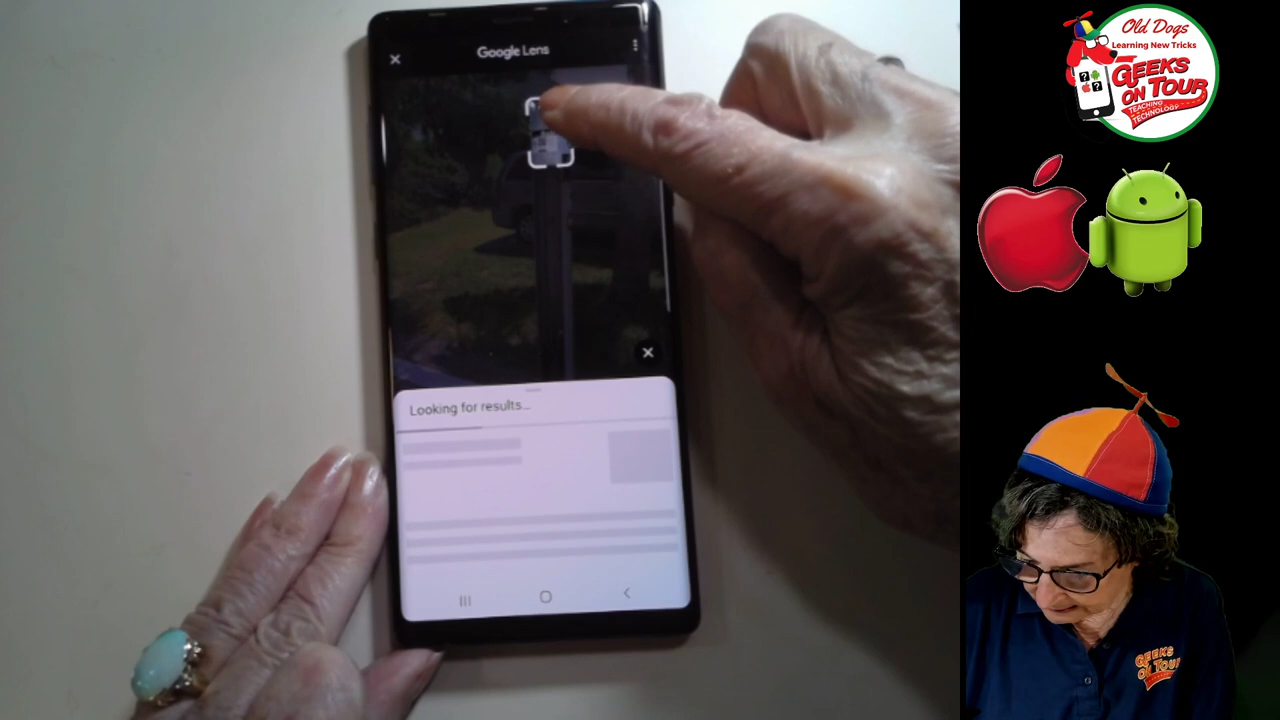 Google Lens
Looking for results...
Old Dogs
Learning New Tricks
GEEKS
ON TOUR
TEACHING
TECHNOLOGY
GEEKS
ON TOUR